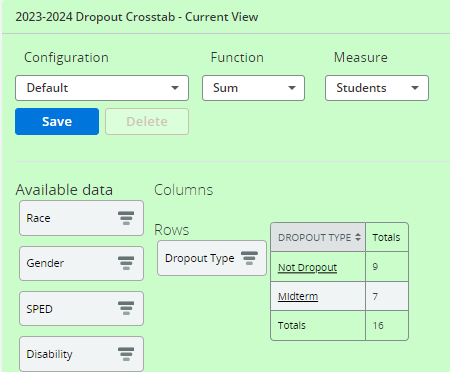 2023-2024 Dropout Crosstab - Current View
Configuration Function Measure
Default Sum Students
Save Delete
Available data Columns
Race
Rows
Gender Dropout Type
SPED
Disability
DROPOUT TYPE Totals
Not Dropout 9
Midterm 7
Totals 16